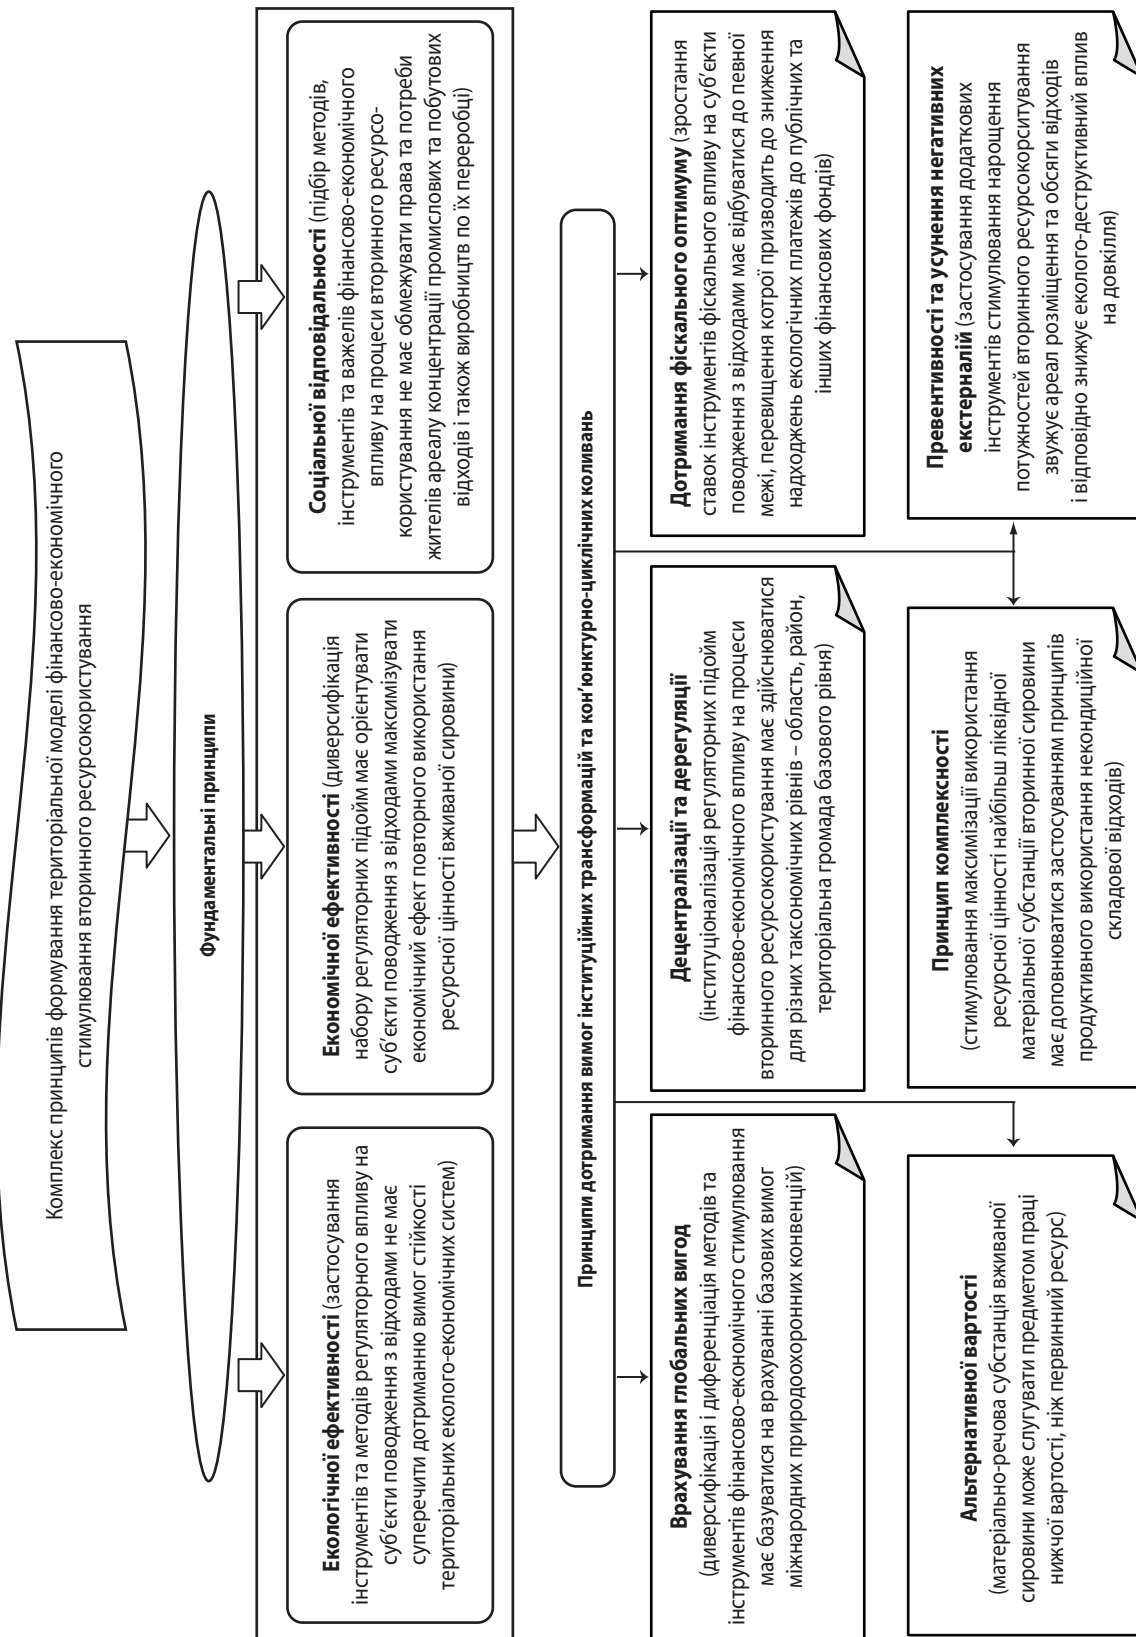 Комплекс принципів формування територіальної моделі фінансово-економічного
стимулювання вторинного ресурсокористування
Фундаментальні принципи
Екологічної ефективності (застосування
інструментів та методів регуляторного впливу на
суб’єкти поводження з відходами не має
суперечити дотриманню вимог стійкості
територіальних еколого-економічних систем)
Економічної ефективності (диверсифікація
набору регуляторних підойм має орієнтувати
суб’єкти поводження з відходами максимізувати
економічний ефект повторного використання
ресурсної цінності вживаної сировини)
Соціальної відповідальності (підбір методів,
інструментів та важелів фінансово-економічного
впливу на процеси вторинного ресурсо-
користування не має обмежувати права та потреби
жителів ареалу концентрації промислових та побутових
відходів і також виробництв по їх переробці)
Принципи дотримання вимог інституційних трансформацій та кон’юнктурно-циклічних коливань
Врахування глобальних вигод
(диверсифікація і диференціація методів та
інструментів фінансово-економічного стимулювання
має базуватися на врахуванні базових вимог
міжнародних природоохоронних конвенцій)
Децентралізації та дерегуляції
(інституціоналізація регуляторних підойм
фінансово-економічного впливу на процеси
вторинного ресурсокористування має здійснюватися
для різних таксономічних рівнів – область, район,
територіальна громада базового рівня)
Дотримання фіскального оптимуму (зростання
ставок інструментів фіскального впливу на суб’єкти
поводження з відходами має відбуватися до певної
межі, перевищення котрої призводить до зниження
надходжень екологічних платежів до публічних та
інших фінансових фондів)
Альтернативної вартості
(матеріально-речова субстанція вживаної
сировини може слугувати предметом праці
нижчої вартості, ніж первинний ресурс)
Принцип комплексності
(стимулювання максимізації використання
ресурсної цінності найбільш ліквідної
матеріальної субстанції вторинної сировини
має доповнюватися застосуванням принципів
продуктивного використання некондиційної
складової відходів)
Превентивності та усунення негативних
екстерналій (застосування додаткових
інструментів стимулювання нарощення
потужностей вторинного ресурсокорситування
звужує ареал розміщення та обсяги відходів
і відповідно знижує еколого-деструктивний вплив
на довкілля)